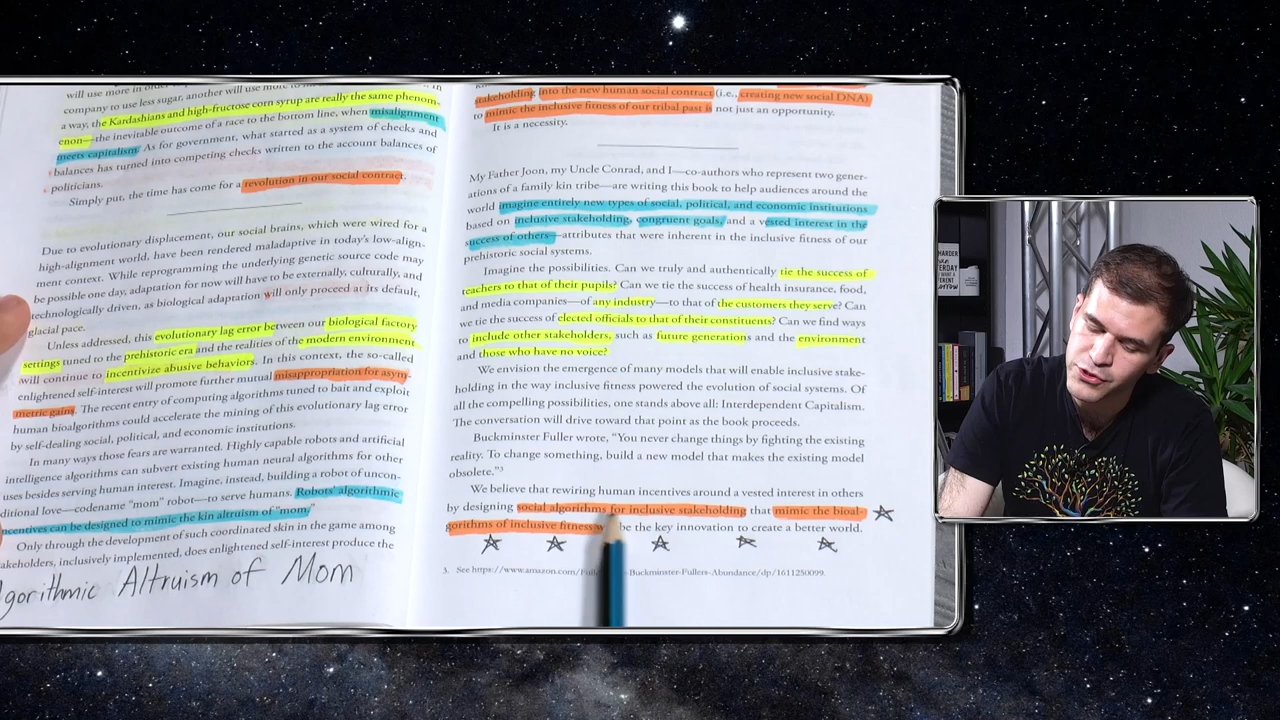 will use more in order
company to use less sugar, another will use more
a way, the Kardashians and high-fructose corn syrup are really the same phenom-
enon—the inevitable outcome of a race to the bottom line, when misalignment
meets capitalism. As for government, what started as a system of checks and
balances has turned into competing checks written to the account balances of
politicians.
Simply put, the time has come for a revolution in our social contract.
Due to evolutionary displacement, our social brains, which were wired for a
high-alignment world, have been rendered maladaptive in today's low-align-
ment context. While reprogramming the underlying genetic source code may
be possible one day, adaptation for now will have to be externally, culturally, and
technologically driven, as biological adaptation will only proceed at its default,
glacial pace.
Unless addressed, this evolutionary lag error between our biological factory
settings tuned to the prehistoric era and the realities of the modern environment
will continue to incentivize abusive behaviors. In this context, the so-called
enlightened self-interest will promote further mutual misappropriation for asym-
metric gains. The recent entry of computing algorithms tuned to bait and exploit
human bioalgorithms could accelerate the mining of this evolutionary lag error
by self-dealing social, political, and economic institutions.
In many ways those fears are warranted. Highly capable robots and artificial
intelligence algorithms can subvert existing human neural algorithms for other
uses besides serving human interest. Imagine, instead, building a robot of uncon-
ditional love—codename "mom" robot—to serve humans. Robots' algorithmic
incentives can be designed to mimic the kin altruism of "mom."
Only through the development of such coordinated skin in the game among
akeholders, inclusively implemented, does enlightened self-interest produce the
gorithmic Altruism of Mom
stakeholding into the new human social contract (i.e., creating new social DNA)
to mimic the inclusive fitness of our tribal past is not just an opportunity.
It is a necessity.
My Father Joon, my Uncle Conrad, and I—co-authors who represent two gener-
ations of a family kin tribe—are writing this book to help audiences around the
world imagine entirely new types of social, political, and economic institutions
based on inclusive stakeholding, congruent goals, and a vested interest in the
success of others—attributes that were inherent in the inclusive fitness of our
prehistoric social systems.
Imagine the possibilities. Can we truly and authentically tie the success of
teachers to that of their pupils? Can we tie the success of health insurance, food,
and media companies—of any industry—to that of the customers they serve? Can
we tie the success of elected officials to that of their constituents? Can we find ways
to include other stakeholders, such as future generations and the environment
and those who have no voice?
We envision the emergence of many models that will enable inclusive stake-
holding in the way inclusive fitness powered the evolution of social systems. Of
all the compelling possibilities, one stands above all: Interdependent Capitalism.
The conversation will drive toward that point as the book proceeds.
Buckminster Fuller wrote, "You never change things by fighting the existing
reality. To change something, build a new model that makes the existing model
obsolete."3
We believe that rewiring human incentives around a vested interest in others
by designing social algorithms for inclusive stakeholding that mimic the bioal-
gorithms of inclusive fitness be the key innovation to create a better world.
3. See https://www.amazon.com/Fulle Buckminster-Fullers-Abundance/dp/1611250099.
HARDER